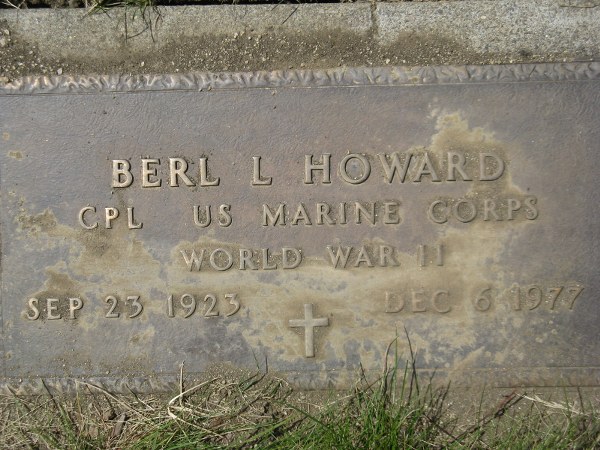 BERL L HOWARD
CPL US MARINE CORPS
WORLD WAR II
SEP 23 1923 DEC 6 1977